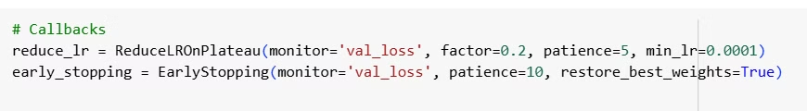 # Callbacks
reduce_lr = ReduceLROnPlateau(monitor='val_loss', factor=0.2, patience=5, min_lr=0.0001)
early_stopping = EarlyStopping(monitor='val_loss', patience=10, restore_best_weights=True)